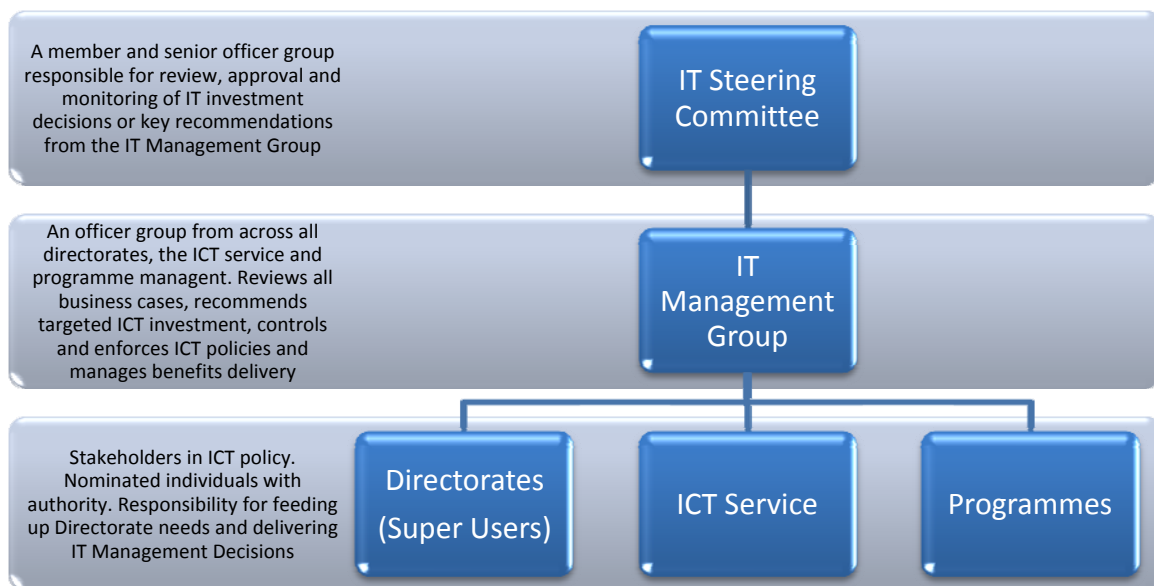 A member and senior officer group
responsible for review, approval and
monitoring of IT investment
decisions or key recommendations
from the IT Management Group
IT Steering
Committee
An officer group from across all
directorates, the ICT service and
programme managent. Reviews all
business cases, recommends
targeted ICT investment, controls
and enforces ICT policies and
manages benefits delivery
IT
Management
Group
Stakeholders in ICT policy.
Nominated individuals with
authority. Responsibility for feeding
up Directorate needs and delivering
IT Management Decisions
Directorates
(Super Users)
ICT Service
Programmes